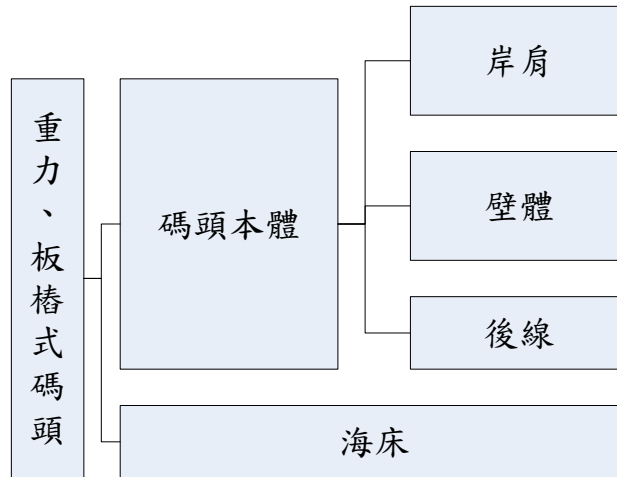 重力、板樁式碼頭
碼頭本體
岸肩
壁體
後線
海床